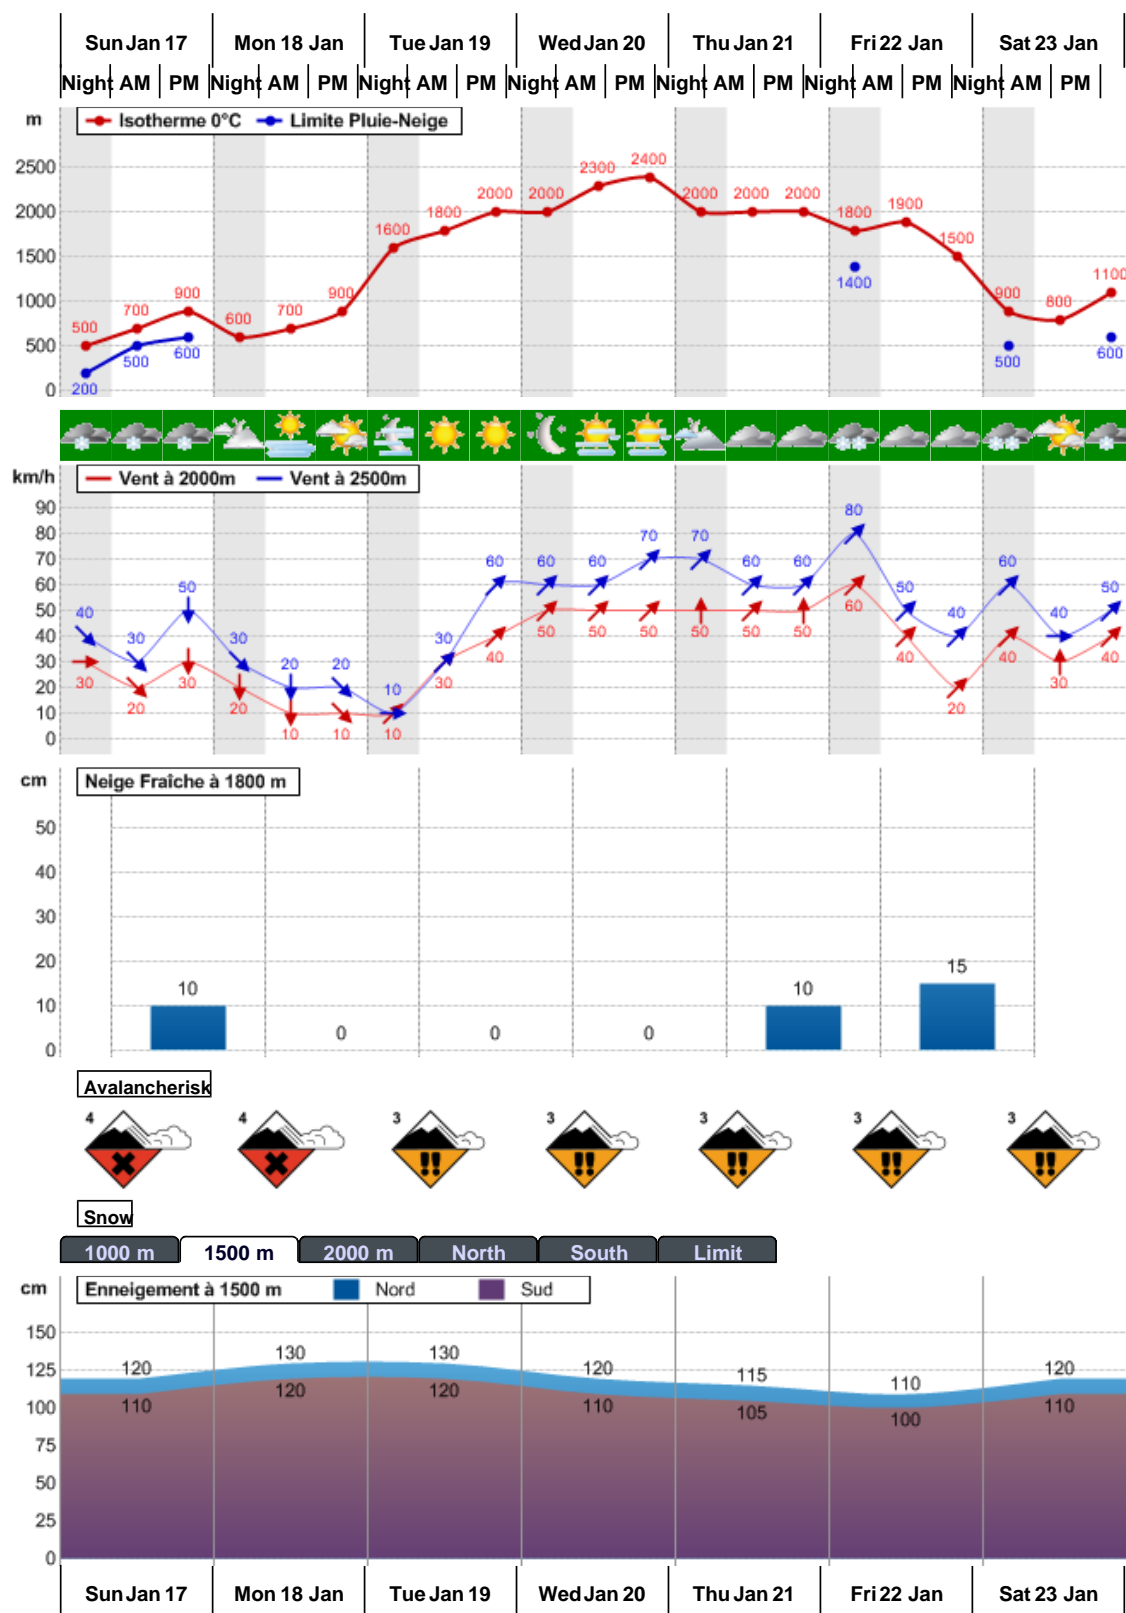 Sun Jan 17 Mon 18 Jan Tue Jan 19 Wed Jan 20 Thu Jan 21 Fri 22 Jan Sat 23 Jan
Night AM PM Night AM PM Night AM PM Night AM PM Night AM PM Night AM PM Night AM PM
m Isotherme 0°C Limite Pluie-Neige
2500
2000
1500
1000
500
0
500 700 900 600 700 900 1600 1800 2000 2000 2300 2400 2000 2000 2000 1800 1900 1500 900 800 1100
200 500 600 1400 500 600
km/h Vent à 2000m Vent à 2500m
90
80
70
60
50
40
30
20
10
0
40 30 50 30 20 20 10 30 60 60 60 70 70 60 60 80 50 40 60 40 50
30 20 30 20 10 10 10 30 40 50 50 50 50 50 50 60 40 20 40 30 40
cm Neige Fraîche à 1800 m
50
40
30
20
10
0
10 0 0 0 10 15
Avalancherisk
4 4 3 3 3 3 3
Snow
1000 m 1500 m 2000 m North South Limit
cm Enneigement à 1500 m Nord Sud
150
125
100
75
50
25
0
120 130 130 120 115 110 120
110 120 120 110 105 100 110
Sun Jan 17 Mon 18 Jan Tue Jan 19 Wed Jan 20 Thu Jan 21 Fri 22 Jan Sat 23 Jan